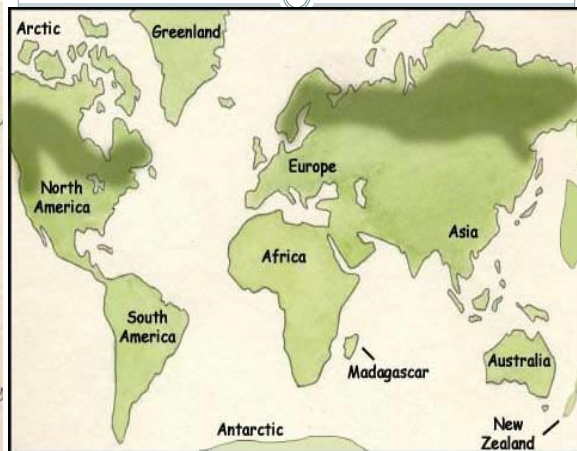 Arctic
Greenland
North
America
Europe
Asia
Africa
South
America
Madagascar
Australia
Antarctic
New
Zealand